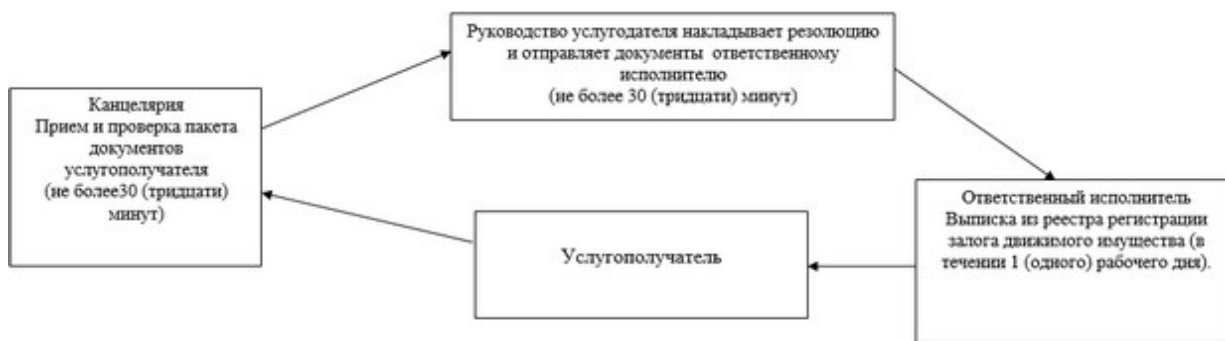 Руководство услугодателя накладывает резолюцию
и отправляет документы ответственному
исполнителю
(не более 30 (тридцати) минут)
Канцелярия
Прием и проверка пакета
документов
услугополучателя
(не более30 (тридцати)
минут)
Услугополучатель
Ответственный исполнитель
Выписка из реестра регистрации
залога движимого имущества (в
течении 1 (одного) рабочего дня).